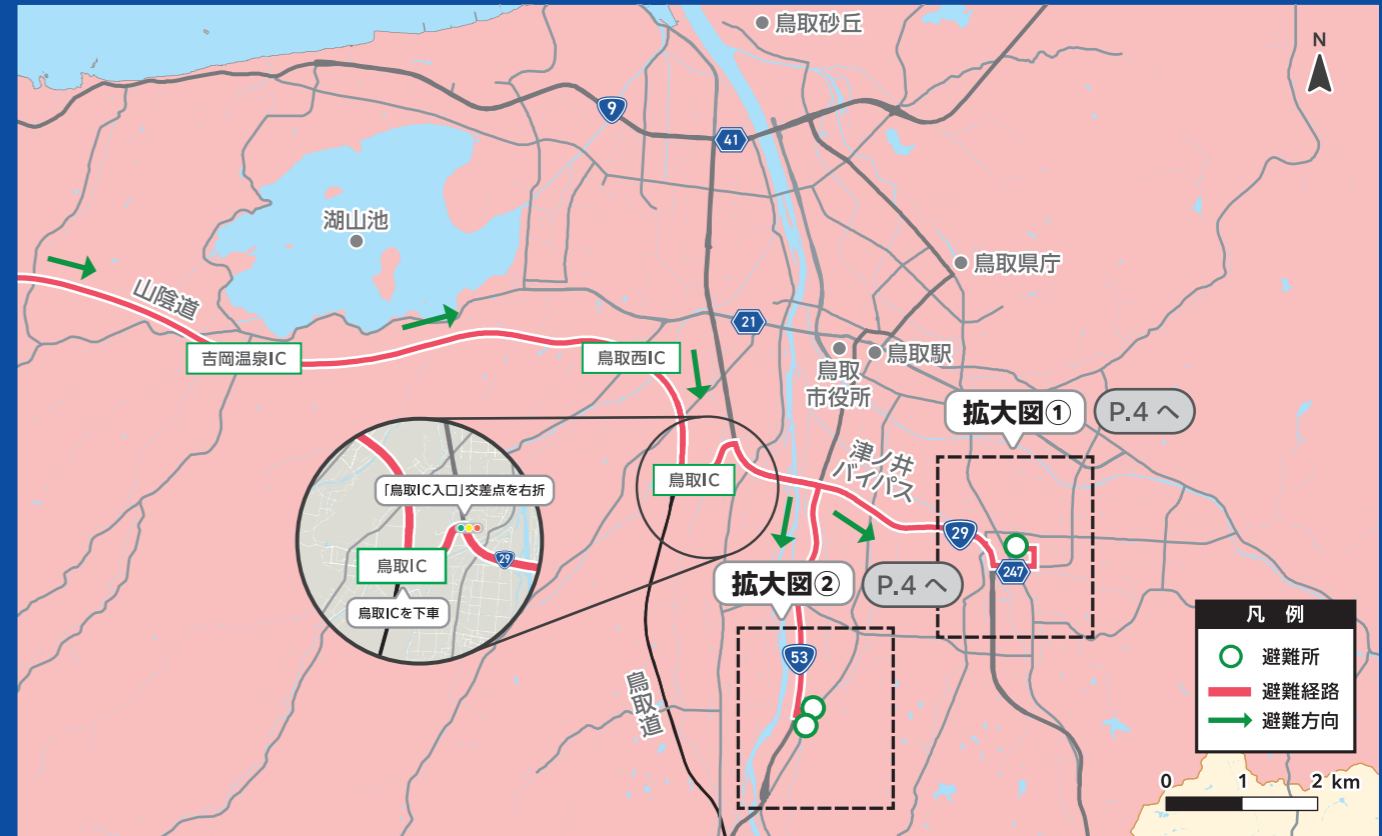 鳥取砂丘
N
9
41
湖山池
鳥取県庁
山陰道
21
吉岡温泉IC
鳥取西IC
鳥取駅
鳥取
市役所
拡大図①
P.4 へ
津ノ井
バイパス
鳥取IC
「鳥取IC入口」交差点を右折
29
鳥取IC
29
247
鳥取ICを下車
拡大図②
P.4 へ
53
鳥取道
凡 例
避難所
避難経路
避難方向
0 1 2 km